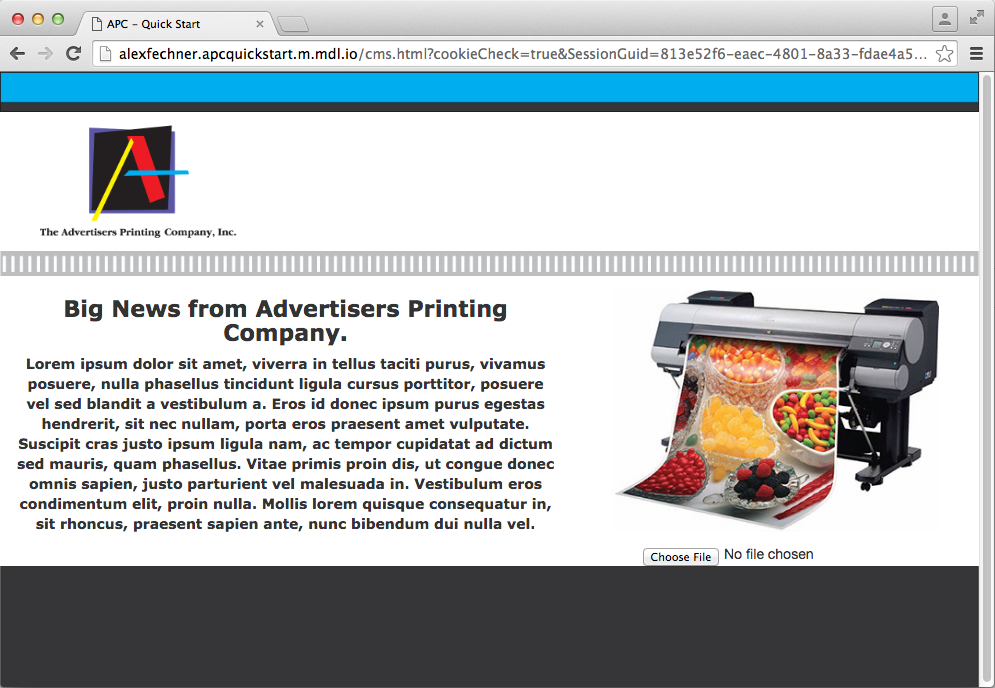 APC - Quick Start
alexfechner.apcquickstart.m.mdl.io/cms.html?cookieCheck=true&SessionGuid=813e52f6-eaec-4801-8a33-fdae4a5...
The Advertisers Printing Company, Inc.
Big News from Advertisers Printing
Company.
Lorem ipsum dolor sit amet, viverra in tellus taciti purus, vivamus
posuere, nulla phasellus tincidunt ligula cursus porttitor, posuere
vel sed blandit a vestibulum a. Eros id donec ipsum purus egestas
hendrerit, sit nec nullam, porta eros praesent amet vulputate.
Suscipit cras justo ipsum ligula nam, ac tempor cupidatat ad dictum
sed mauris, quam phasellus. Vitae primis proin dis, ut congue donec
omnis sapien, justo parturient vel malesuada in. Vestibulum eros
condimentum elit, proin nulla. Mollis lorem quisque consequatur in,
sit rhoncus, praesent sapien ante, nunc bibendum dui nulla vel.
Choose File No file chosen